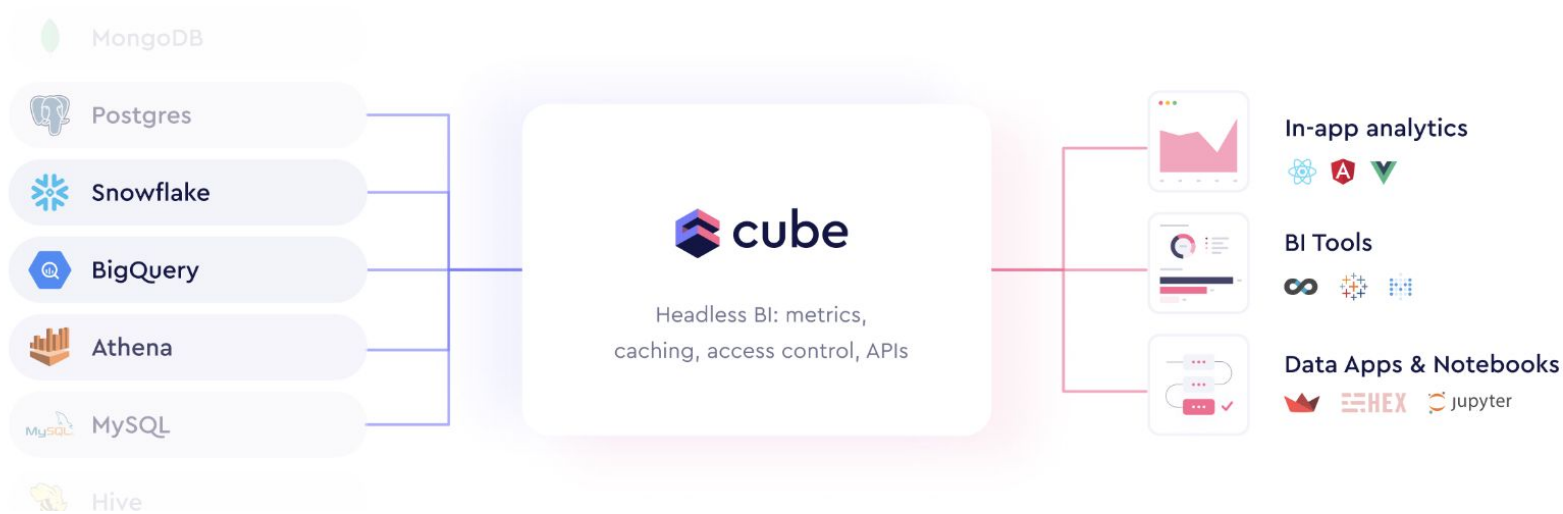 MongoDB
Postgres
Snowflake
BigQuery
Athena
MySQL MySQL
Hive
cube
Headless BI: metrics,
caching, access control, APIs
In-app analytics
A
BI Tools
Data Apps & Notebooks
HEX jupyter